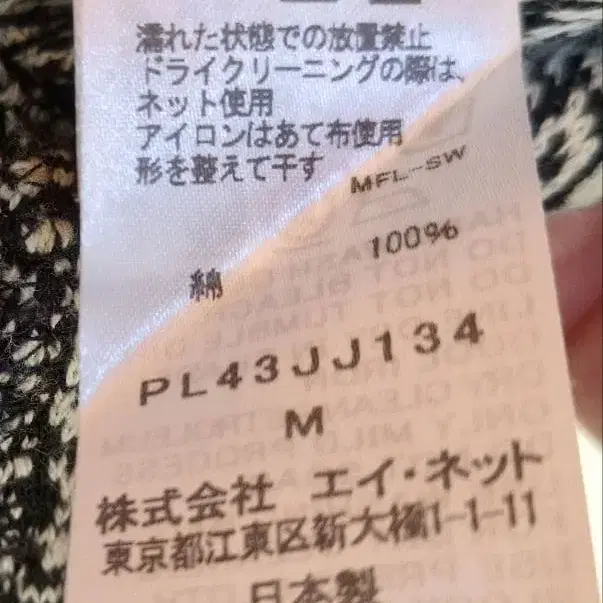 濡れた状態での放置禁止
ドライクリーニングの際は、
ネット使用
アイロンはあて布使用
形を整えて干す
MFL-SW
綿 100%
PL43JJ134
M
株式会社 エイ・ネット
東京都江東区新大橋1-1-11
日本製